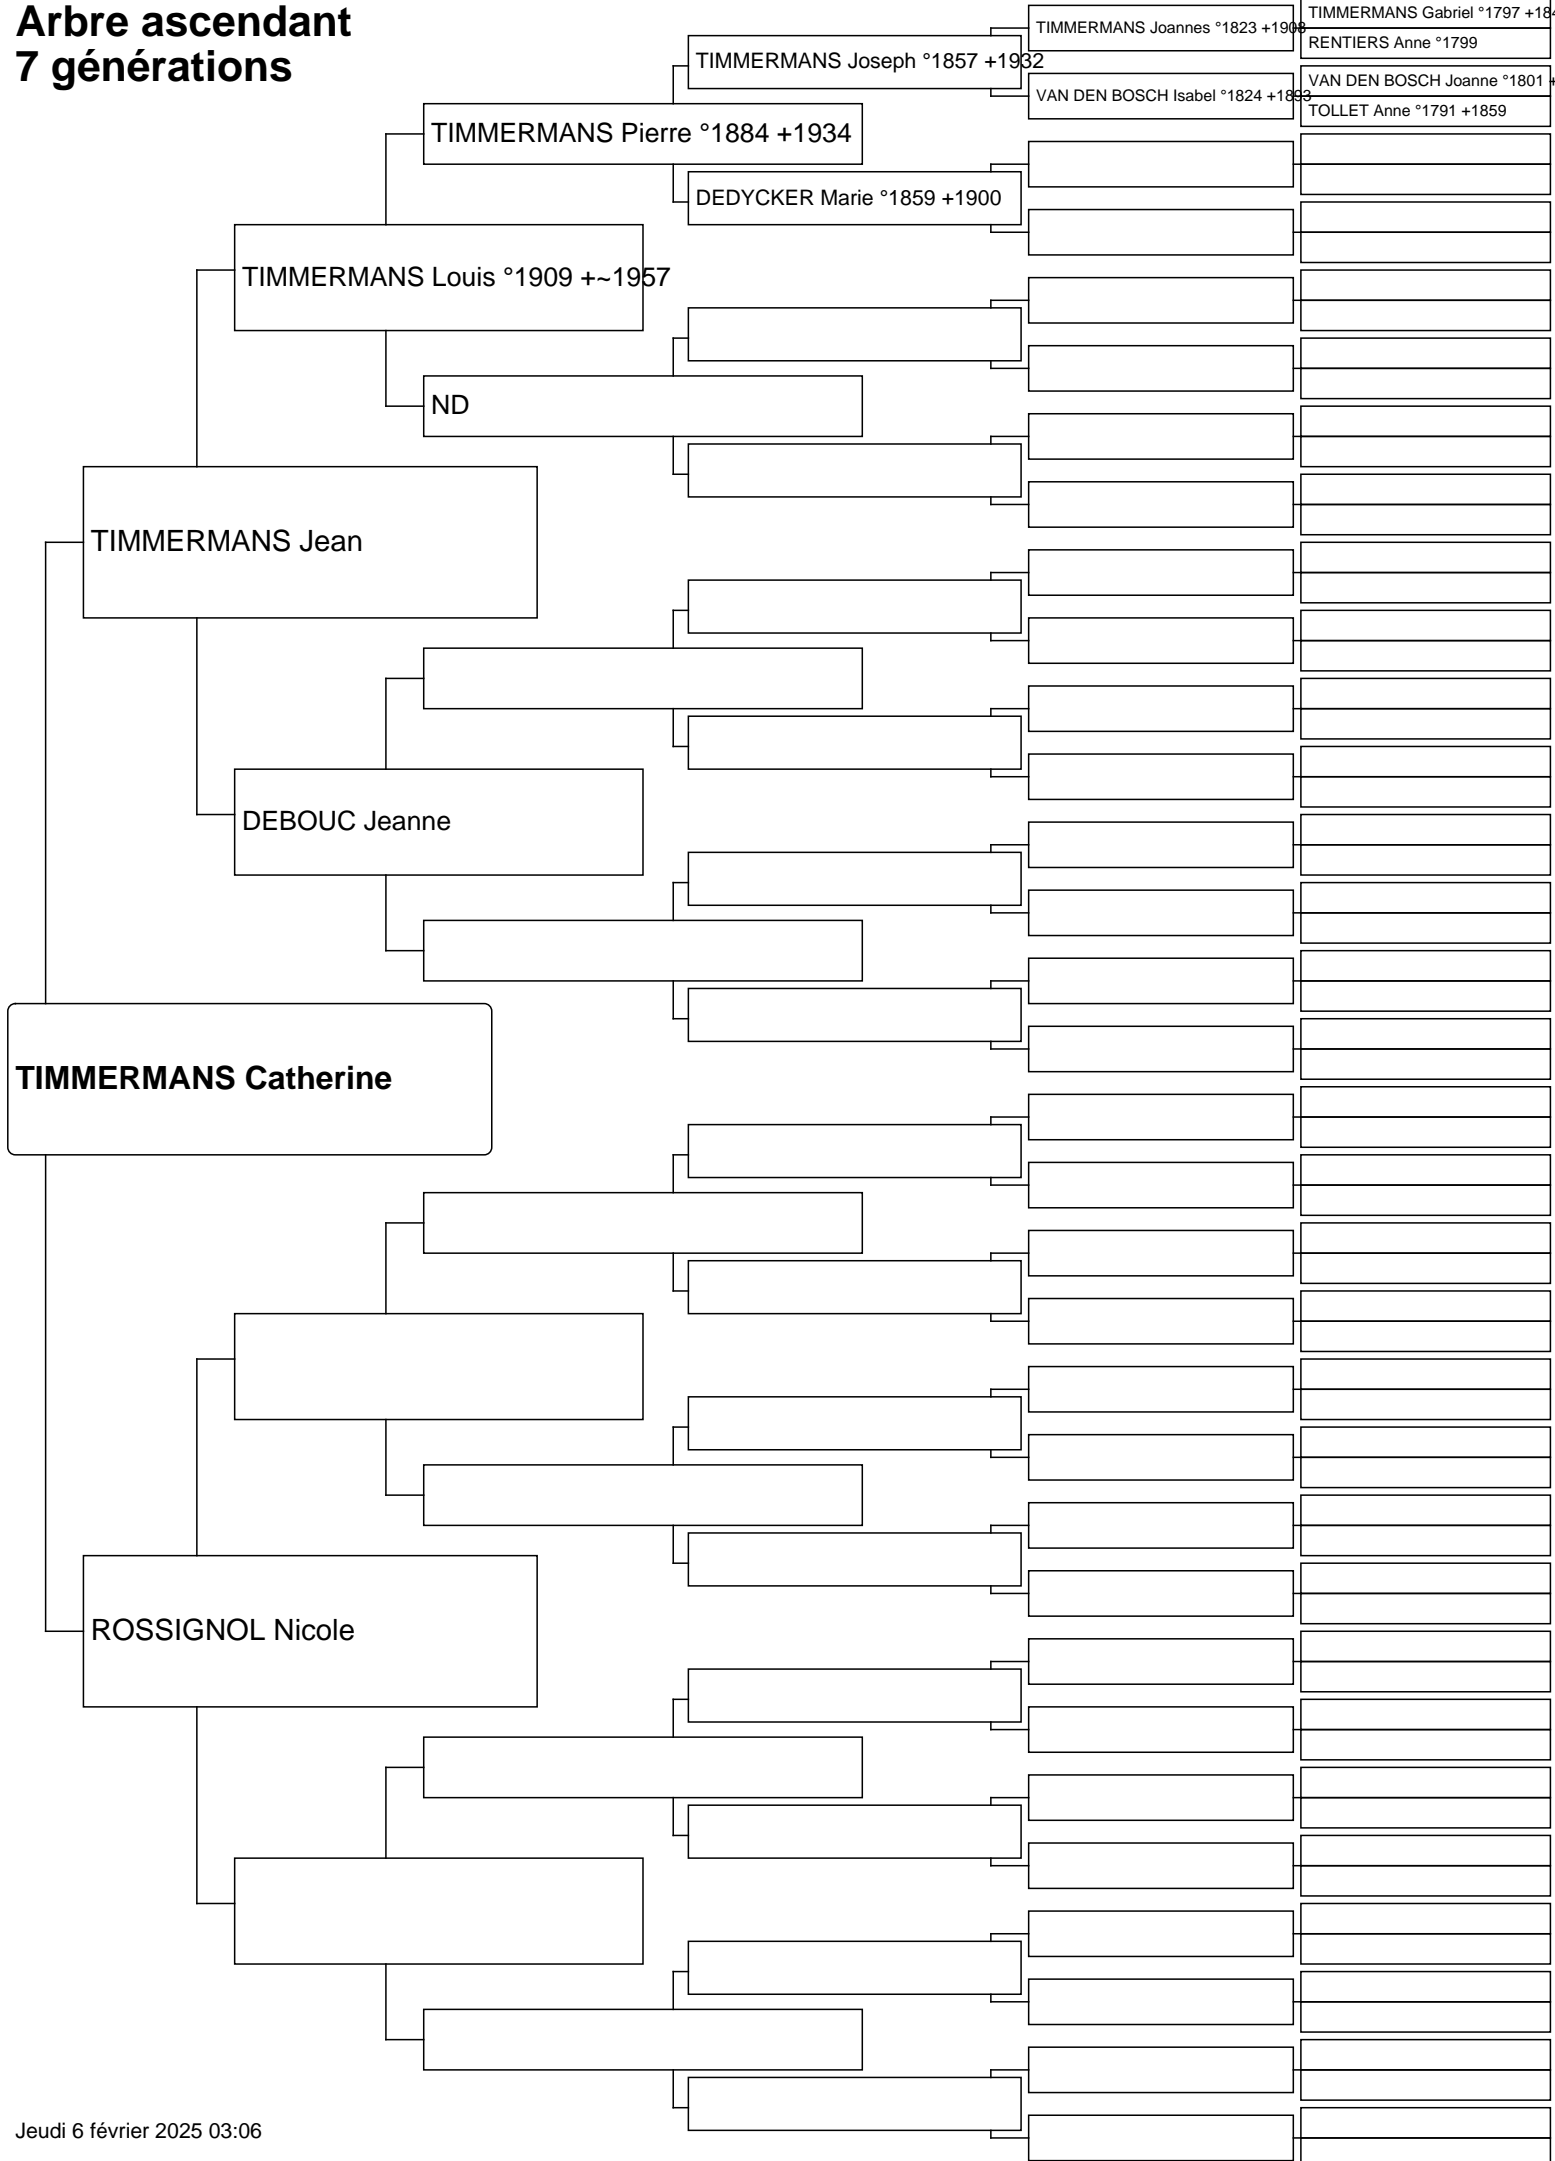 Arbre ascendant
7 générations
TIMMERMANS Joannes °1823 +1908
TIMMERMANS Gabriel °1797
RENTIERS Anne °1799
TIMMERMANS Joseph °1857 +1932
VAN DEN BOSCH Isabel °1824 +1893
VAN DEN BOSCH Joanne °1801 +
TOLLET Anne °1791 +1859
TIMMERMANS Pierre °1884 +1934
DEDYCKER Marie °1859 +1900
TIMMERMANS Louis °1909 +~1957
ND
TIMMERMANS Jean
DEBOUC Jeanne
TIMMERMANS Catherine
ROSSIGNOL Nicole
Jeudi 6 février 2025 03:06